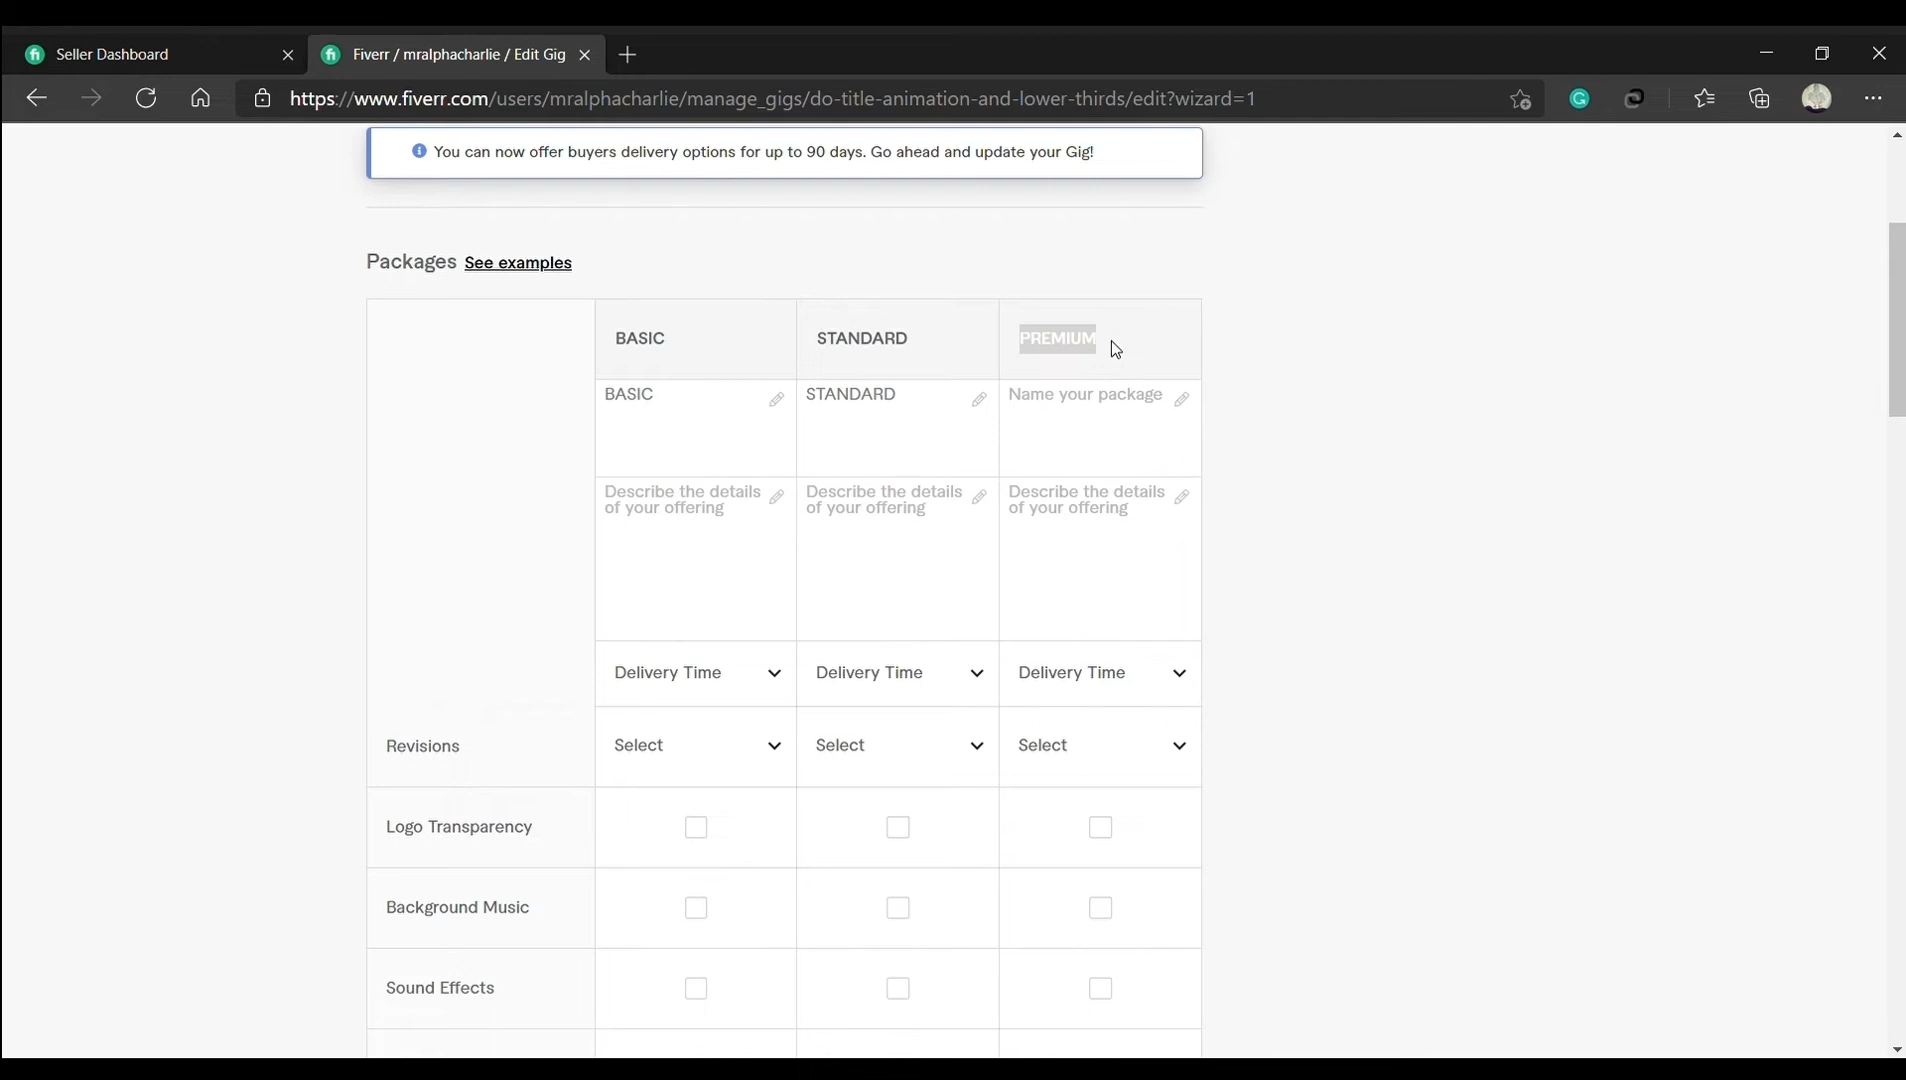 Seller Dashboard
Fiverr / mralphacharlie / Edit Gig
https://www.fiverr.com/users/mralphacharlie/manage_gigs/do-title-animation-and-lower-thirds/edit?wizard=1
You can now offer buyers delivery options for up to 90 days. Go ahead and update your Gig!
Packages See examples
BASIC STANDARD PREMIUM
BASIC STANDARD Name your package
Describe the details Describe the details Describe the details
of your offering of your offering of your offering
Delivery Time Delivery Time Delivery Time
Revisions Select Select Select
Logo Transparency
Background Music
Sound Effects